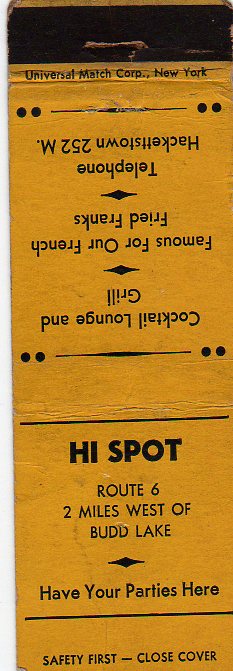 Universal Match Corp., New York
Cocktail Lounge and
Grill
Famous For Our French
Fried Franks
Telephone
Hackettstown 252 M.
HI SPOT
ROUTE 6
2 MILES WEST OF
BUDD LAKE
Have Your Parties Here
SAFETY FIRST — CLOSE COVER